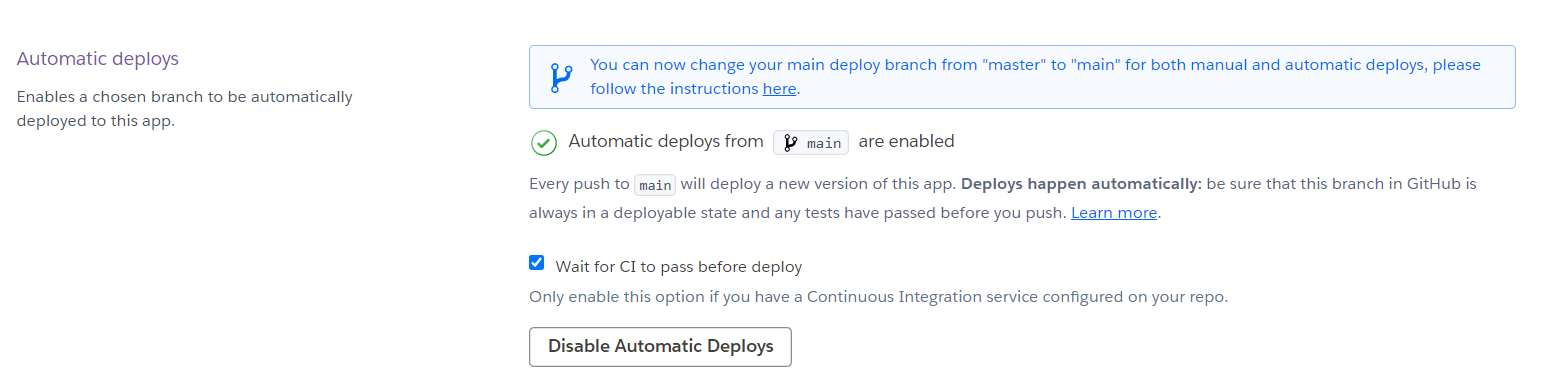 Automatic deploys
Enables a chosen branch to be automatically
deployed to this app.
You can now change your main deploy branch from "master" to "main" for both manual and automatic deploys, please
follow the instructions here.
Automatic deploys from main are enabled
Every push to main will deploy a new version of this app. Deploys happen automatically: be sure that this branch in GitHub is
always in a deployable state and any tests have passed before you push. Learn more.
Wait for CI to pass before deploy
Only enable this option if you have a Continuous Integration service configured on your repo.
Disable Automatic Deploys